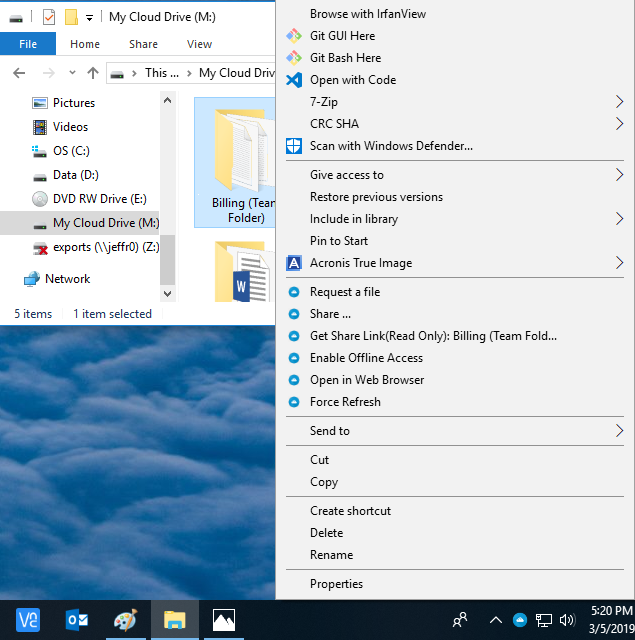 My Cloud Drive (M:)
File Home Share View
This ... My Cloud Driv
Pictures
Videos
OS (C:)
Data (D:)
DVD RW Drive (E:)
My Cloud Drive (M:)
exports (\\jeffr0) (Z:)
Network
Billing (Team
Folder)
W
5 items 1 item selected
Browse with IrfanView
Git GUI Here
Git Bash Here
Open with Code
7-Zip
CRC SHA
Scan with Windows Defender...
Give access to
Restore previous versions
Include in library
Pin to Start
A Acronis True Image
Request a file
Share ...
Get Share Link(Read Only): Billing (Team Fold...
Enable Offline Access
Open in Web Browser
Force Refresh
Send to
Cut
Copy
Create shortcut
Delete
Rename
Properties
5:20 PM
3/5/2019